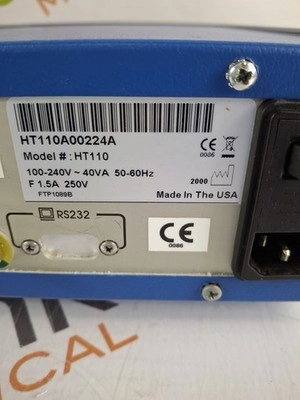 HT110A00224A
Model # : HT110
100-240V ~ 40VA 50-60Hz
F 1.5A 250V
FTP1099B
CE
0086
2000
Made In The USA
RS232
CE
0086
ICAL